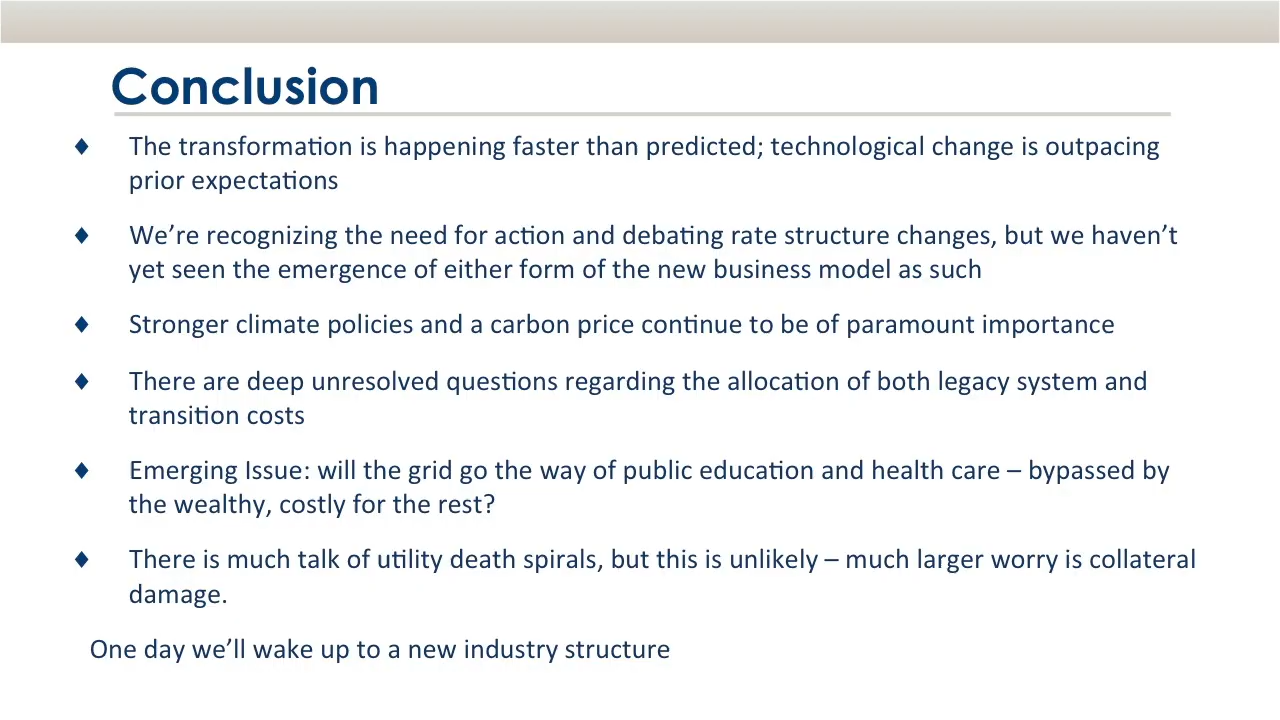 Conclusion
♦ The transformation is happening faster than predicted; technological change is outpacing
prior expectations
♦ We’re recognizing the need for action and debating rate structure changes, but we haven’t
yet seen the emergence of either form of the new business model as such
♦ Stronger climate policies and a carbon price continue to be of paramount importance
♦ There are deep unresolved questions regarding the allocation of both legacy system and
transition costs
♦ Emerging Issue: will the grid go the way of public education and health care – bypassed by
the wealthy, costly for the rest?
♦ There is much talk of utility death spirals, but this is unlikely – much larger worry is collateral
damage.
One day we’ll wake up to a new industry structure